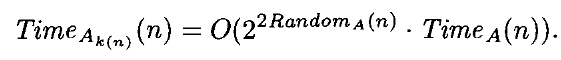 Time_{A_{k(n)}}(n) = O(2^{2Random_A(n)} · Time_A(n)).